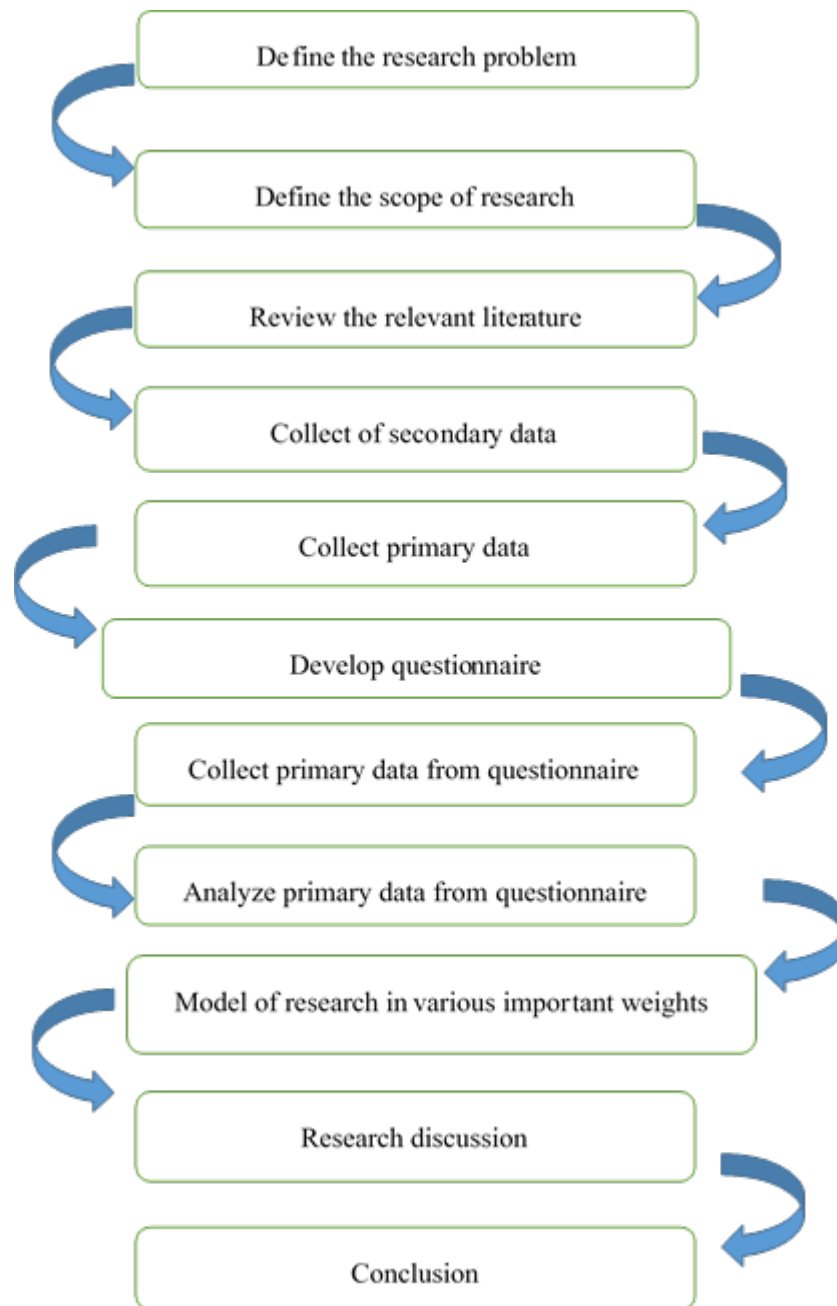 Define the research problem
Define the scope of research
Review the relevant literature
Collect of secondary data
Collect primary data
Develop questionnaire
Collect primary data from questionnaire
Analyze primary data from questionnaire
Model of research in various important weights
Research discussion
Conclusion